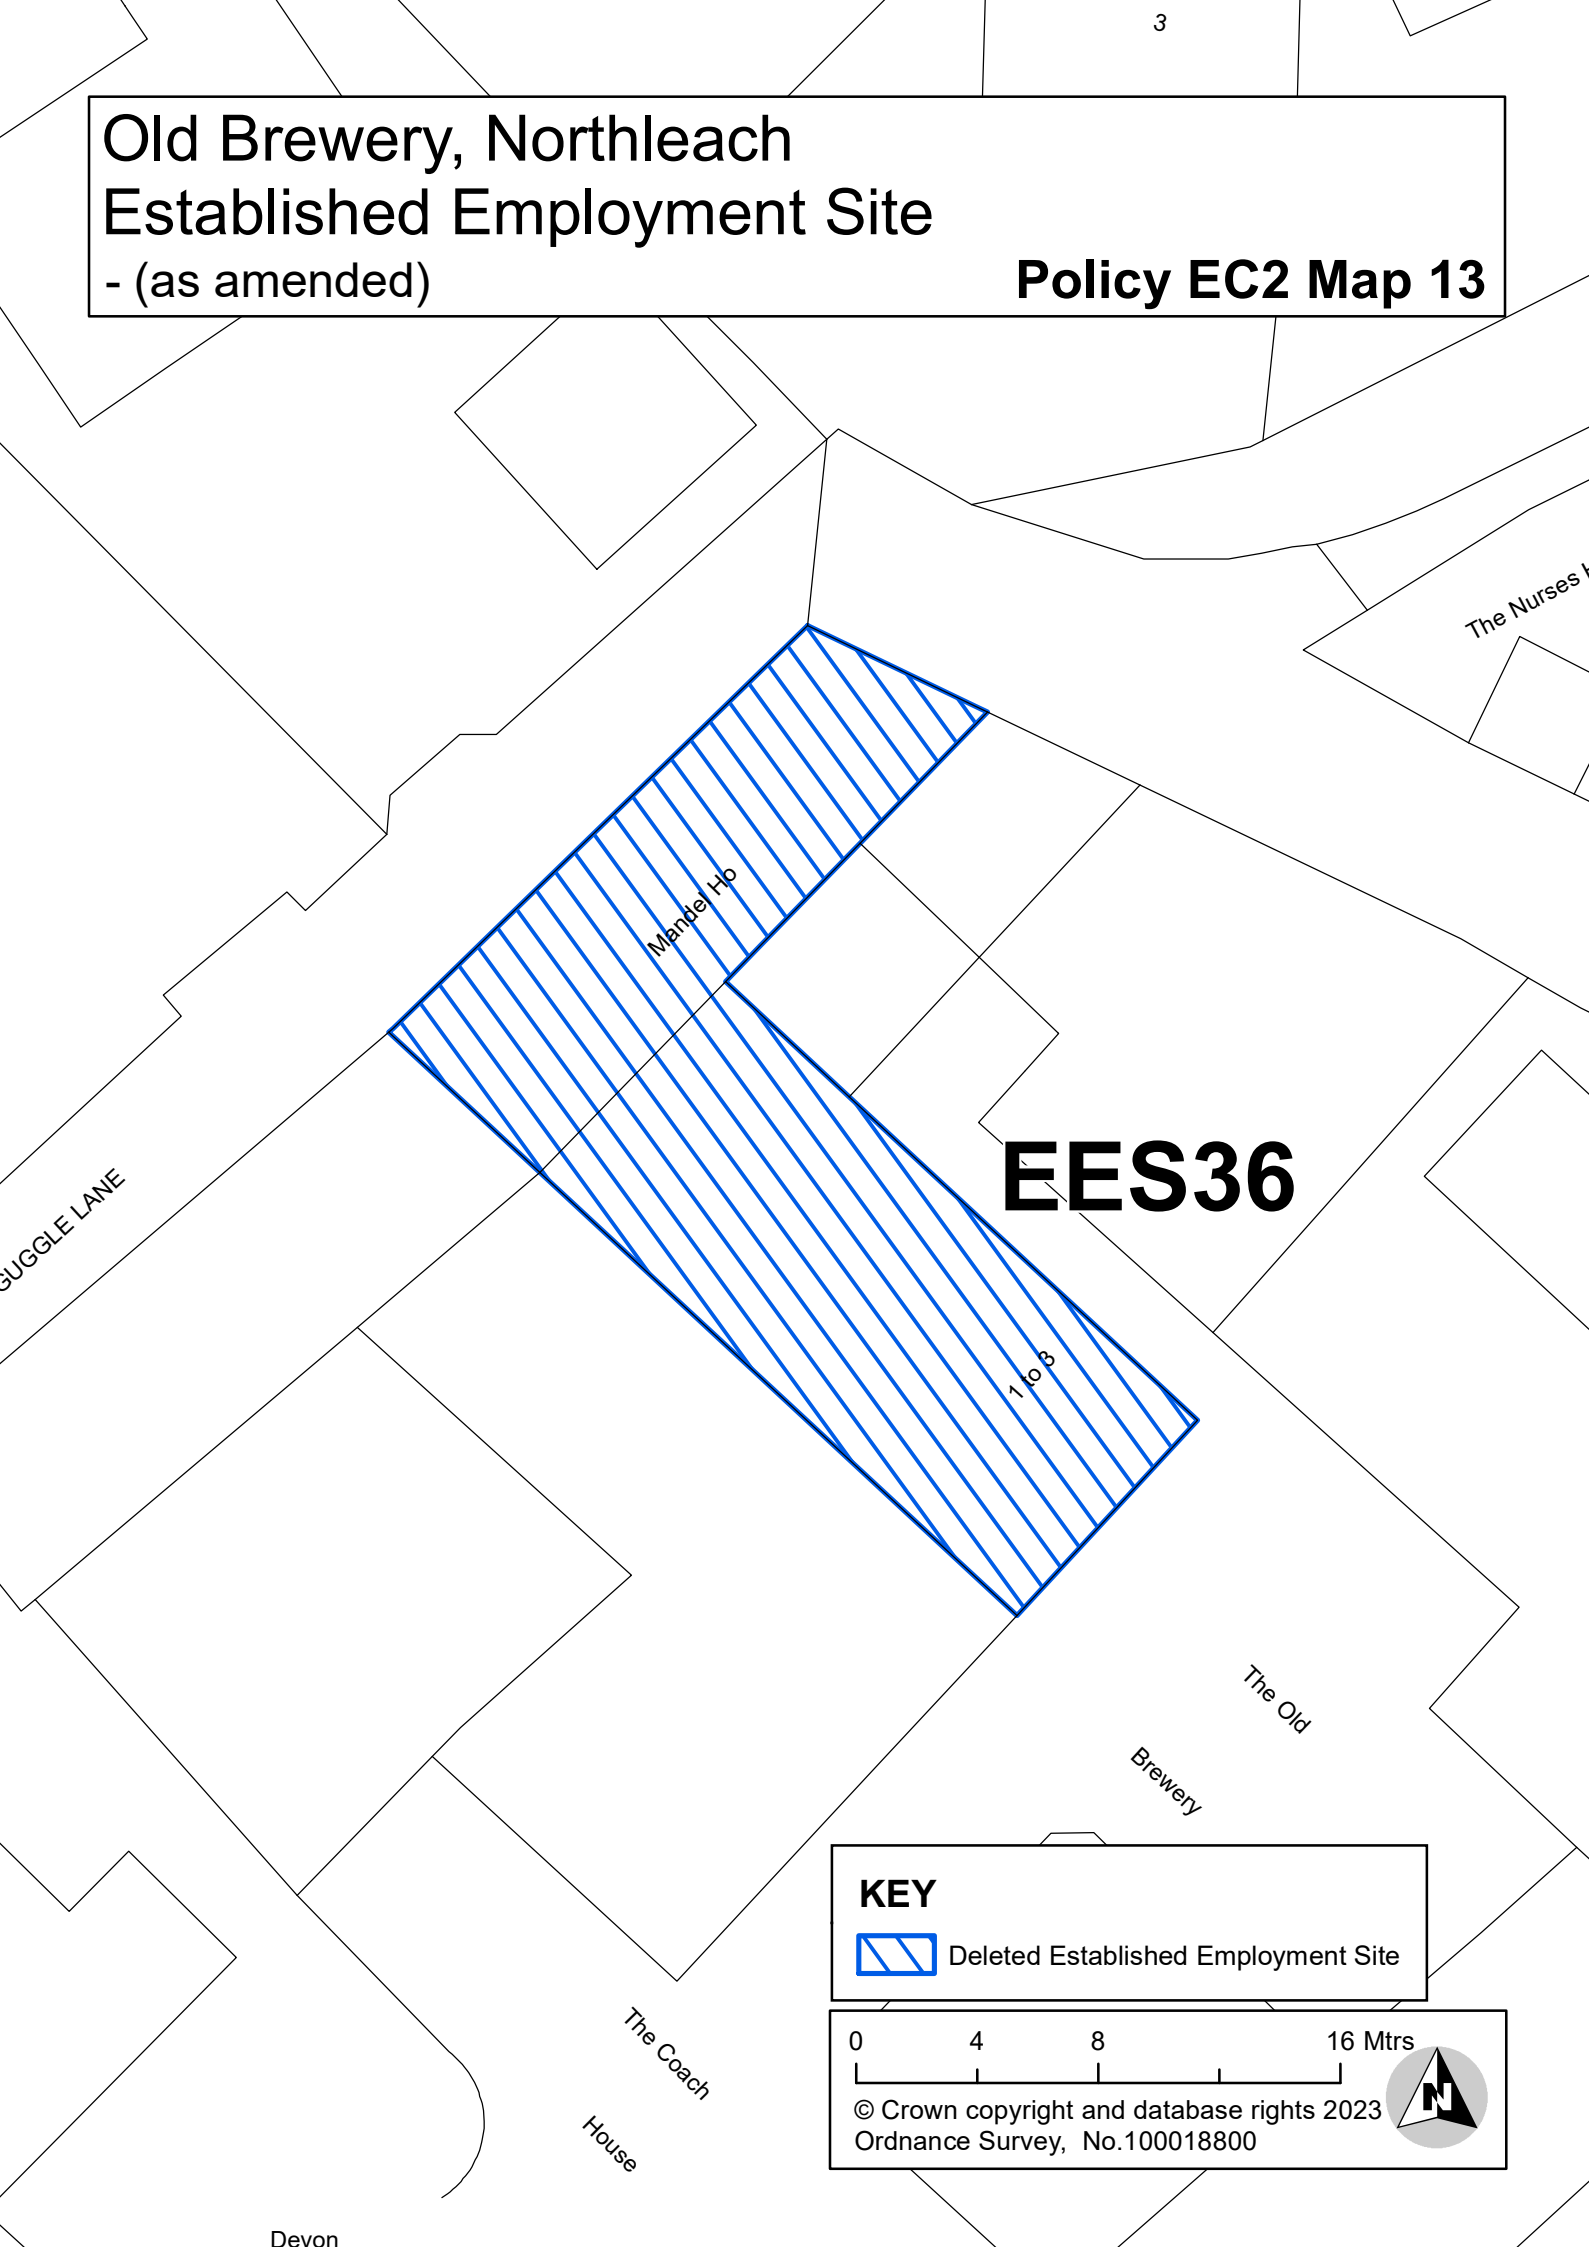 3
Old Brewery, Northleach
Established Employment Site
- (as amended)
Policy EC2 Map 13
The Nurses
Mandel Ho
EES36
GUGGLE LANE
1 to 3
The Old
Brewery
KEY
Deleted Established Employment Site
The Coach
House
0 4 8 16 Mtrs
N
© Crown copyright and database rights 2023
Ordnance Survey, No.100018800
Devon